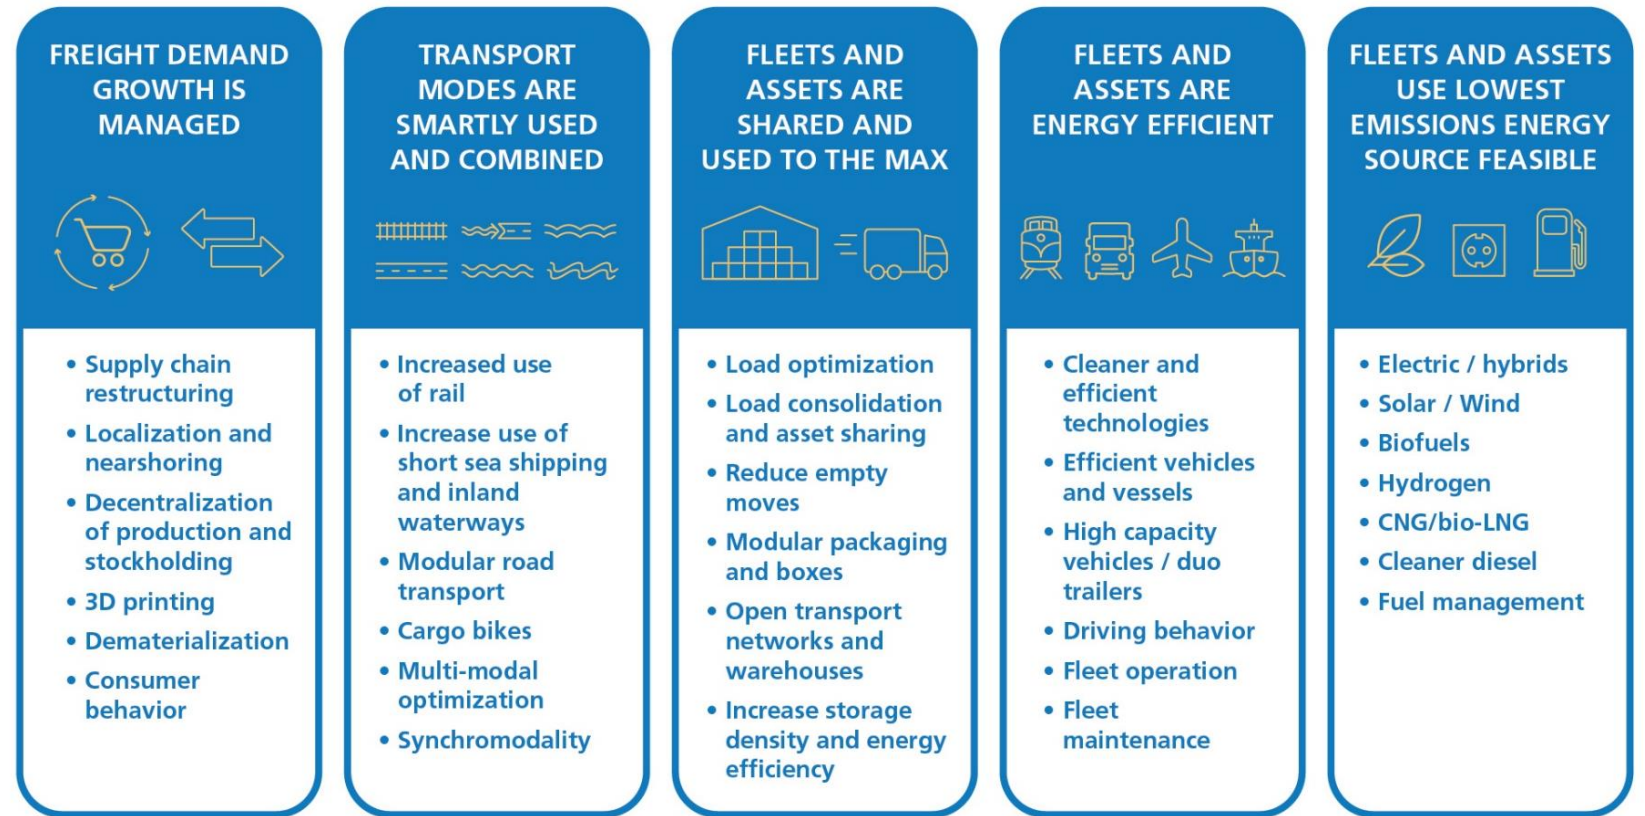 FREIGHT DEMAND
GROWTH IS
MANAGED
• Supply chain
restructuring
• Localization and
nearshoring
• Decentralization
of production and
stockholding
• 3D printing
• Dematerialization
• Consumer
behavior
TRANSPORT
MODES ARE
SMARTLY USED
AND COMBINED
• Increased use
of rail
• Increase use of
short sea shipping
and inland
waterways
• Modular road
transport
• Cargo bikes
• Multi-modal
optimization
• Synchromodality
FLEETS AND
ASSETS ARE
SHARED AND
USED TO THE MAX
• Load optimization
• Load consolidation
and asset sharing
• Reduce empty
moves
• Modular packaging
and boxes
• Open transport
networks and
warehouses
• Increase storage
density and energy
efficiency
FLEETS AND
ASSETS ARE
ENERGY EFFICIENT
• Cleaner and
efficient
technologies
• Efficient vehicles
and vessels
• High capacity
vehicles / duo
trailers
• Driving behavior
• Fleet operation
• Fleet
maintenance
FLEETS AND ASSETS
USE LOWEST
EMISSIONS ENERGY
SOURCE FEASIBLE
• Electric / hybrids
• Solar / Wind
• Biofuels
• Hydrogen
• CNG/bio-LNG
• Cleaner diesel
• Fuel management